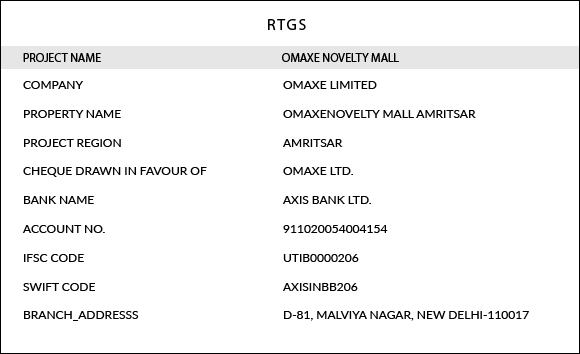 RTGS
PROJECT NAME OMAXE NOVELTY MALL
COMPANY OMAXE LIMITED
PROPERTY NAME OMAXENOVELTY MALL AMRITSAR
PROJECT REGION AMRITSAR
CHEQUE DRAWN IN FAVOUR OF OMAXE LTD.
BANK NAME AXIS BANK LTD.
ACCOUNT NO. 911020054004154
IFSC CODE UTIB0000206
SWIFT CODE AXISINBB206
BRANCH_ADDRESSS D-81, MALVIYA NAGAR, NEW DELHI-110017